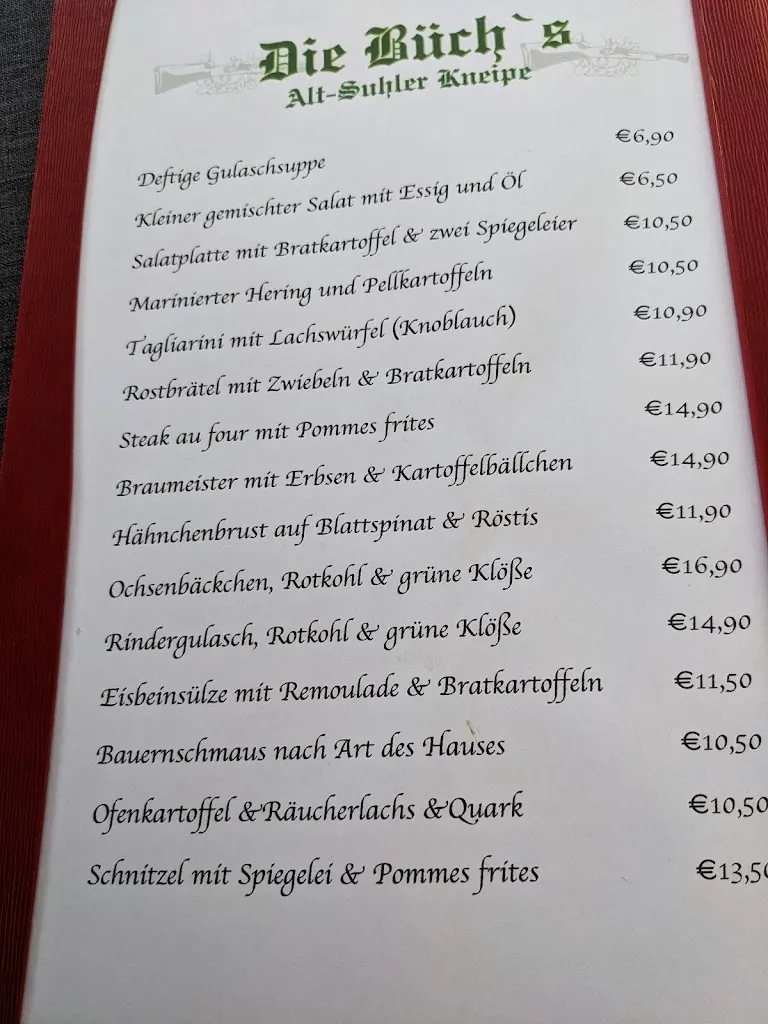 Die Büch`s
Alt-Suhler Kneipe
Deftige Gulaschsuppe €6,90
Kleiner gemischter Salat mit Essig und Öl €6,50
Salatplatte mit Bratkartoffel & zwei Spiegeleier €10,50
Marinierter Hering und Pellkartoffeln €10,50
Tagliarini mit Lachswürfel (Knoblauch) €10,90
Rostbrätel mit Zwiebeln & Bratkartoffeln €11,90
Steak au four mit Pommes frites €14,90
Braumeister mit Erbsen & Kartoffelbällchen €14,90
Hähnchenbrust auf Blattspinat & Röstis €11,90
Ochsenbäckchen, Rotkohl & grüne Klöße €16,90
Rindergulasch, Rotkohl & grüne Klöße €14,90
Eisbeinsülze mit Remoulade & Bratkartoffeln €11,50
Bauernschmaus nach Art des Hauses €10,50
Ofenkartoffel &Räucherlachs &Quark €10,50
Schnitzel mit Spiegelei & Pommes frites €13,50